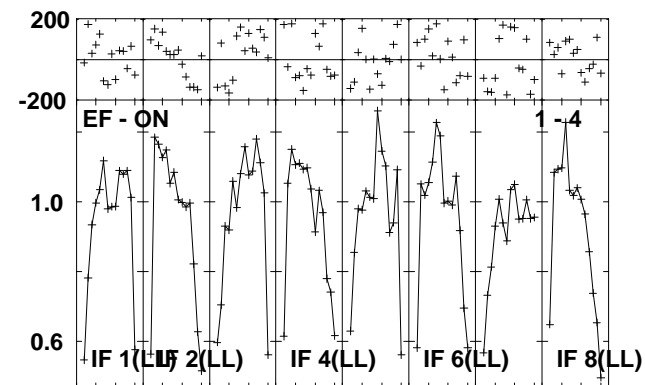 200
-200
EF - ON 1 - 4
1.0
0.6
IF 1(LL) IF 2(LL) IF 4(LL) IF 6(LL) IF 8(LL)